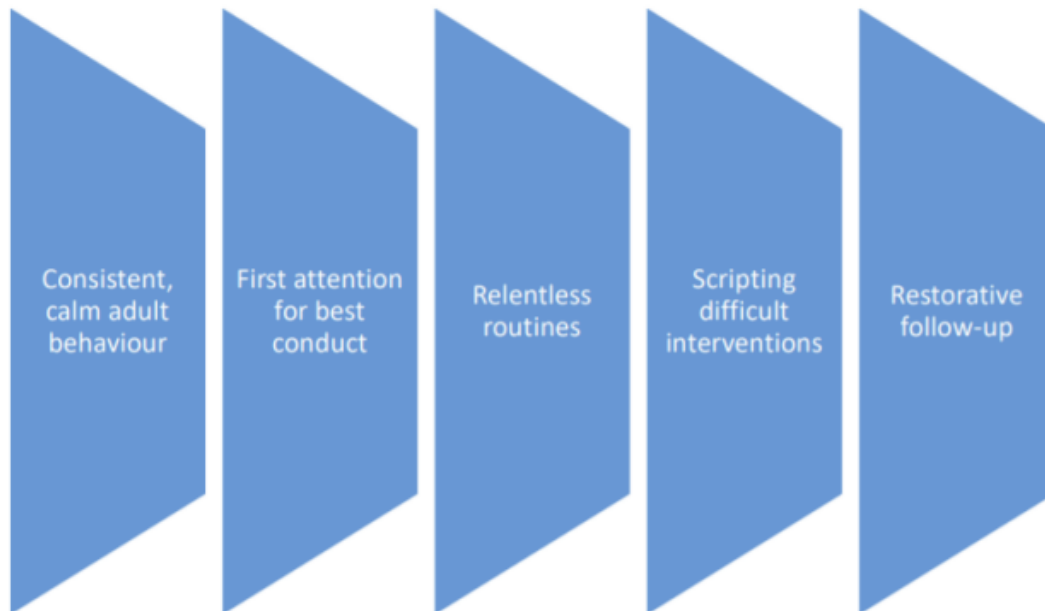 Consistent,
calm adult
behaviour
First attention
for best
conduct
Relentless
routines
Scripting
difficult
interventions
Restorative
follow-up